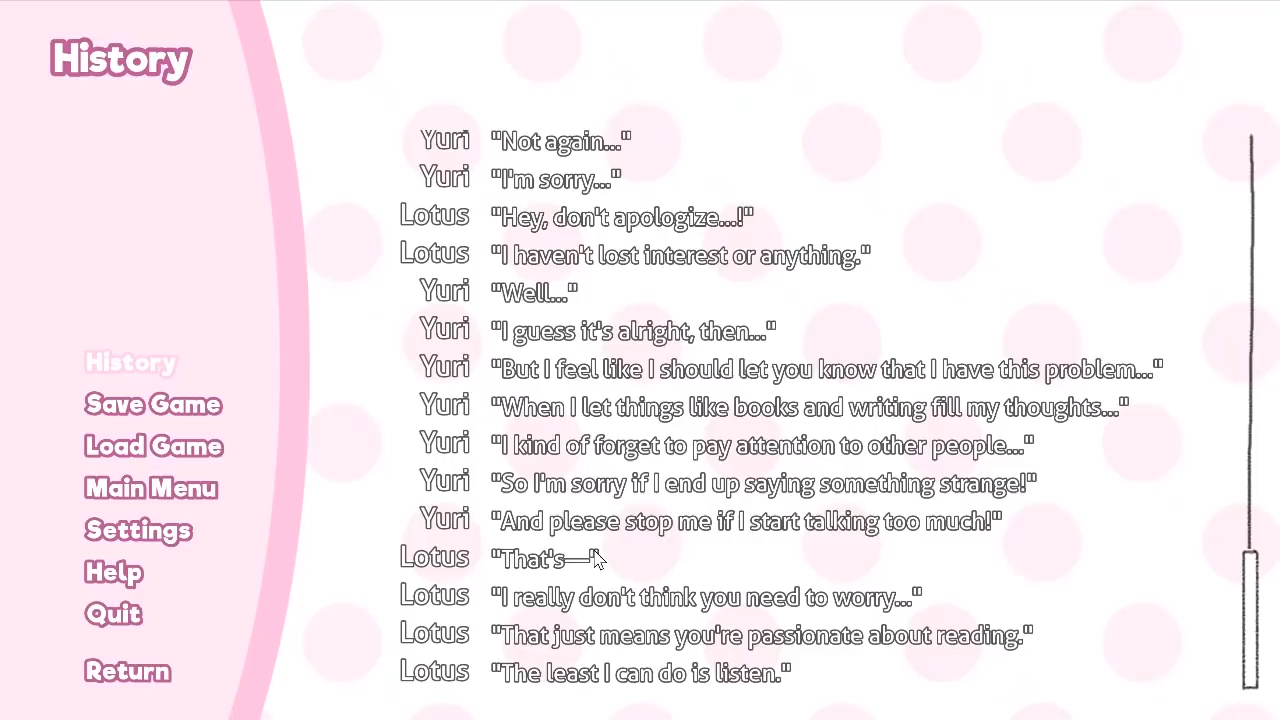 History
Yuri "Not again..."
Yuri "I'm sorry..."
Lotus "Hey, don't apologize...!"
Lotus "I haven't lost interest or anything."
Yuri "Well..."
Yuri "I guess it's alright, then..."
Yuri "But I feel like I should let you know that I have this problem..."
Yuri "When I let things like books and writing fill my thoughts..."
Yuri "I kind of forget to pay attention to other people..."
Yuri "So I'm sorry if I end up saying something strange!"
Yuri "And please stop me if I start talking too much!"
Lotus "That's—"
Lotus "I really don't think you need to worry..."
Lotus "That just means you're passionate about reading."
Lotus "The least I can do is listen."
History
Save Game
Load Game
Main Menu
Settings
Help
Quit
Return